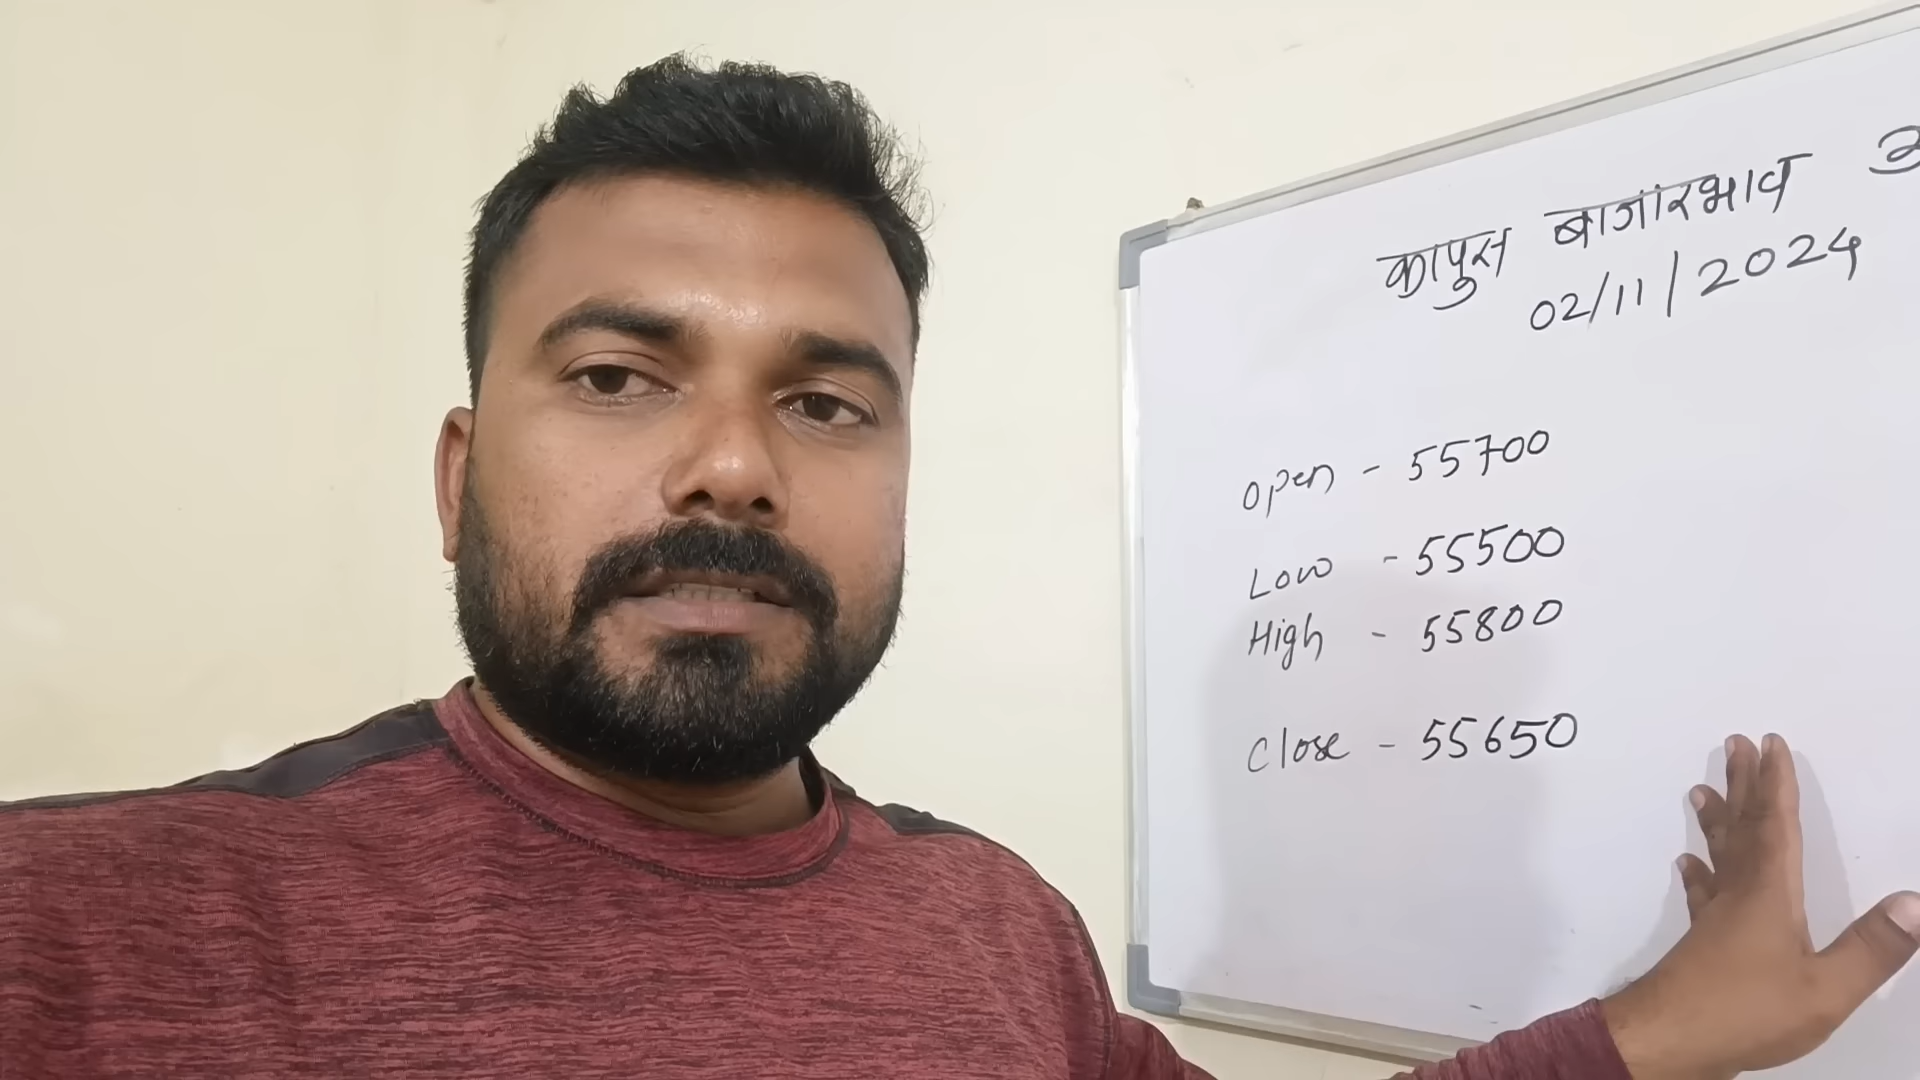 कापुस बाजारभाव
02/11/2024
Open - 55700
Low - 55500
High - 55800
Close - 55650